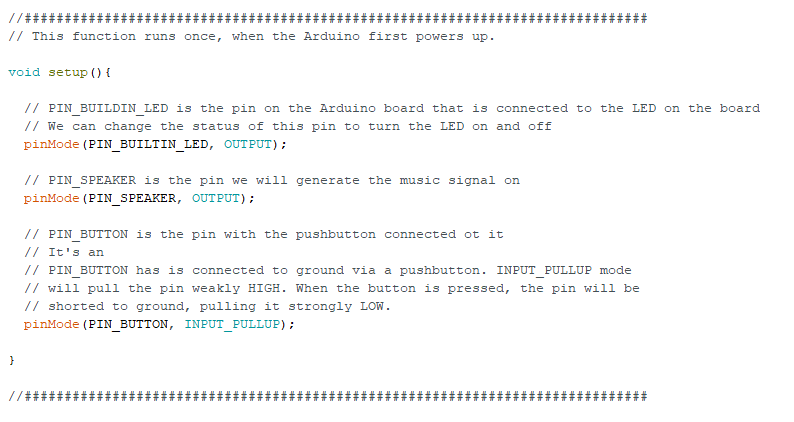 //##############################################################################
// This function runs once, when the Arduino first powers up.
void setup(){
// PIN_BUILDIN_LED is the pin on the Arduino board that is connected to the LED on the board
// We can change the status of this pin to turn the LED on and off
pinMode(PIN_BUILTIN_LED, OUTPUT);
// PIN_SPEAKER is the pin we will generate the music signal on
pinMode(PIN_SPEAKER, OUTPUT);
// PIN_BUTTON is the pin with the pushbutton connected ot it
// It's an
// PIN_BUTTON has is connected to ground via a pushbutton. INPUT_PULLUP mode
// will pull the pin weakly HIGH. When the button is pressed, the pin will be
// shorted to ground, pulling it strongly LOW.
pinMode(PIN_BUTTON, INPUT_PULLUP);
}
//##############################################################################